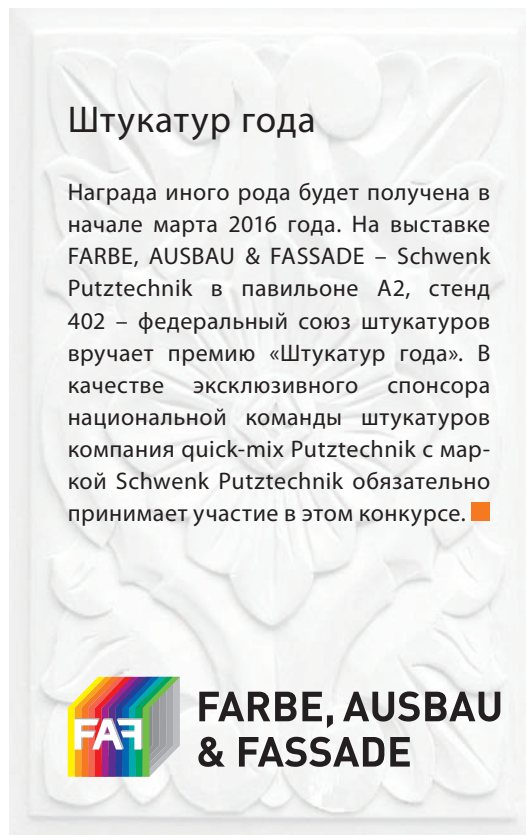 Штукатур года
Награда иного рода будет получена в
начале марта 2016 года. На выставке
FARBE, AUSBAU & FASSADE – Schwenk
Putztechnik в павильоне A2, стенд
402 – федеральный союз штукатуров
вручает премию «Штукатур года». В
качестве эксклюзивного спонсора
национальной команды штукатуров
компания quick-mix Putztechnik с мар-
кой Schwenk Putztechnik обязательно
принимает участие в этом конкурсе.
FAF
FARBE, AUSBAU
& FASSADE